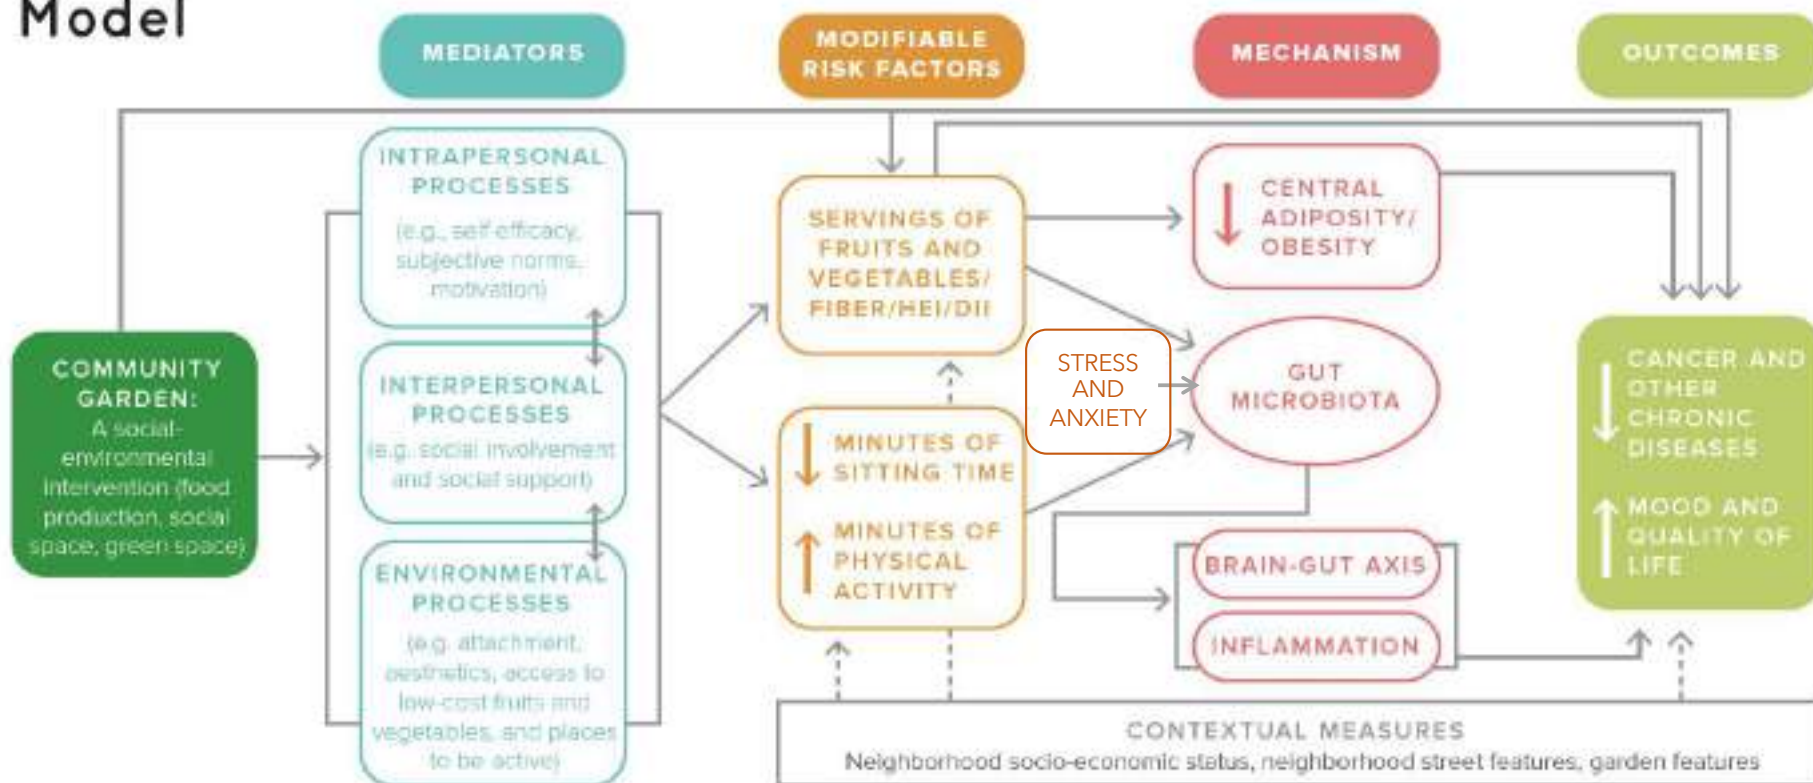 Model
MEDIATORS
MODIFIABLE
RISK FACTORS
MECHANISM
OUTCOMES
COMMUNITY
GARDEN:
A social-
environmental
intervention (food
production, social
space, green space)
INTRAPERSONAL
PROCESSES
(e.g., self efficacy,
subjective norms,
motivation)
INTERPERSONAL
PROCESSES
(e.g. social involvement
and social support)
ENVIRONMENTAL
PROCESSES
(e.g. attachment,
aesthetics, access to
low-cost fruits and
vegetables, and places
to be active)
SERVINGS OF
FRUITS AND
VEGETABLES/
FIBER/HEI/DII
MINUTES OF
SITTING TIME
MINUTES OF
PHYSICAL
ACTIVITY
STRESS
AND
ANXIETY
CENTRAL
ADIPOSITY/
OBESITY
GUT
MICROBIOTA
BRAIN-GUT AXIS
INFLAMMATION
CANCER AND
OTHER
CHRONIC
DISEASES
MOOD AND
QUALITY OF
LIFE
CONTEXTUAL MEASURES
Neighborhood socio-economic status, neighborhood street features, garden features